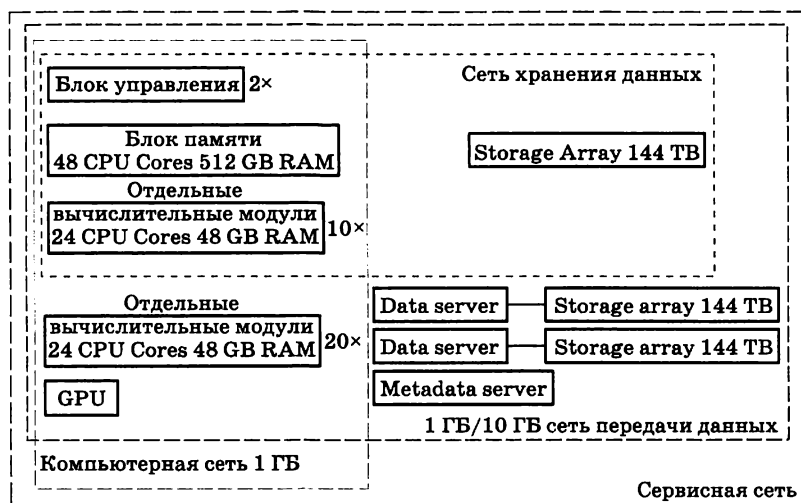 Сеть хранения данных
Блок управления 2×
Блок памяти
48 CPU Cores 512 GB RAM
Storage Array 144 TB
Отдельные
вычислительные модули
24 CPU Cores 48 GB RAM 10×
Отдельные
вычислительные модули
24 CPU Cores 48 GB RAM 20×
GPU
Data server
Storage array 144 TB
Data server
Storage array 144 TB
Metadata server
1 ГБ/10 ГБ сеть передачи данных
Компьютерная сеть 1 ГБ
Сервисная сеть